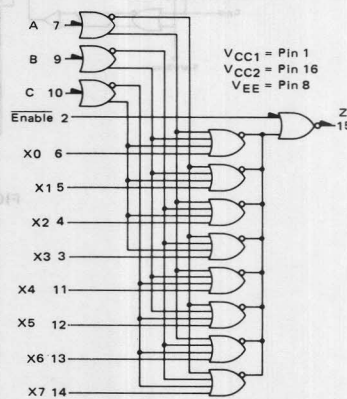 A 7
B 9
C 10
Enable 2
X0 6
X1 5
X2 4
X3 3
X4 11
X5 12
X6 13
X7 14
VCC1 = Pin 1
VCC2 = Pin 16
VEE = Pin 8
Z
15